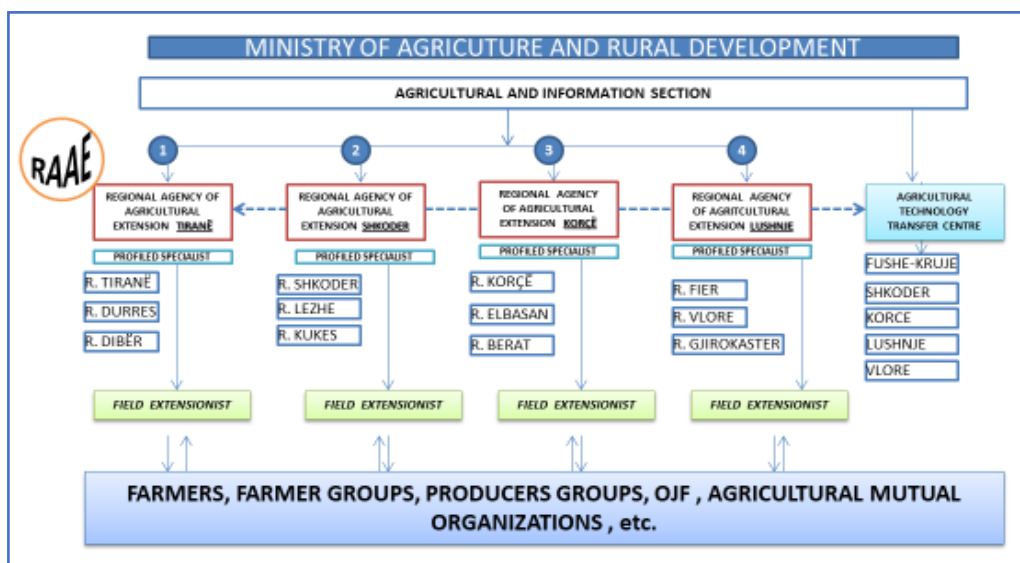 MINISTRY OF AGRICUTURE AND RURAL DEVELOPMENT
AGRICULTURAL AND INFORMATION SECTION
RAAE
1
2
3
4
REGIONAL AGENCY OF
AGRICULTURAL
EXTENSION TIRANË
REGIONAL AGENCY OF
AGRICULTURAL
EXTENSION SHKODER
REGIONAL AGENCY
OF AGRICULTURAL
EXTENSION KORÇË
REGIONAL AGENCY
OF AGRITCULTURAL
EXTENSION LUSHNJE
AGRICULTURAL
TECHNOLOGY
TRANSFER CENTRE
PROFILED SPECIALIST
PROFILED SPECIALIST
PROFILED SPECIALIST
PROFILED SPECIALIST
R. TIRANË
R. DURRES
R. DIBËR
R. SHKODER
R. LEZHE
R. KUKES
R. KORÇË
R. ELBASAN
R. BERAT
R. FIER
R. VLORE
R. GJIROKASTER
FUSHE-KRUJE
SHKODER
KORCE
LUSHNJE
VLORE
FIELD EXTENSIONIST
FIELD EXTENSIONIST
FIELD EXTENSIONIST
FIELD EXTENSIONIST
FARMERS, FARMER GROUPS, PRODUCERS GROUPS, OJF , AGRICULTURAL MUTUAL
ORGANIZATIONS , etc.